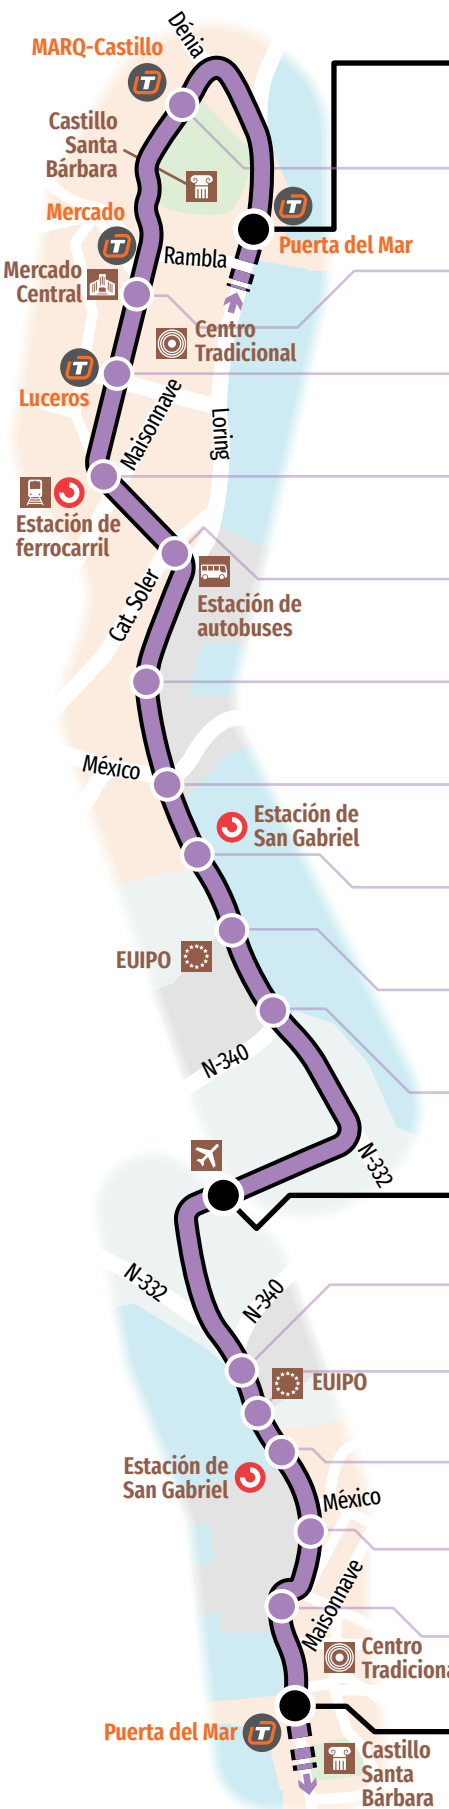 Dénia
MARQ-Castillo
T
Castillo
Santa
Bárbara
Mercado
T
T
Rambla
Puerta del Mar
Mercado
Central
Centro
Tradicional
T
Luceros
Maisonnave
Loring
Estación de
ferrocarril
Cat. Soler
Estación de
autobuses
México
Estación de
San Gabriel
EUIPO
N-340
N-332
N-332
N-340
EUIPO
Estación de
San Gabriel
México
Maisonnave
Centro
Tradiciona
Puerta del Mar
T
Castillo
Santa
Bárbara